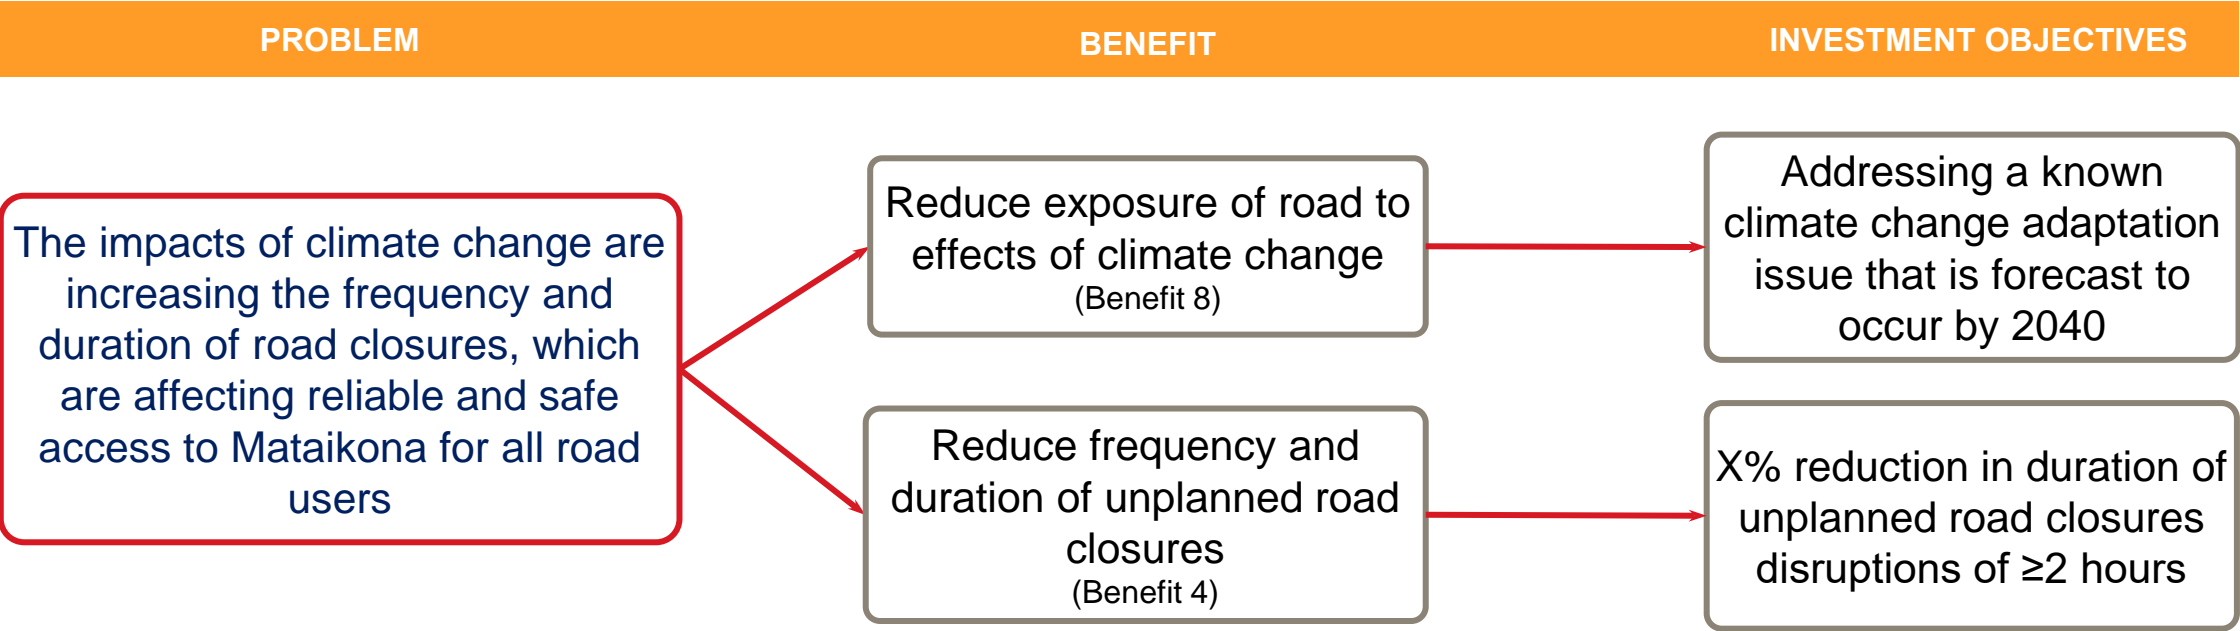 PROBLEM
BENEFIT
INVESTMENT OBJECTIVES
The impacts of climate change are
increasing the frequency and
duration of road closures, which
are affecting reliable and safe
access to Mataikona for all road
users
Reduce exposure of road to
effects of climate change
(Benefit 8)
Addressing a known
climate change adaptation
issue that is forecast to
occur by 2040
Reduce frequency and
duration of unplanned road
closures
(Benefit 4)
X% reduction in duration of
unplanned road closures
disruptions of ≥2 hours